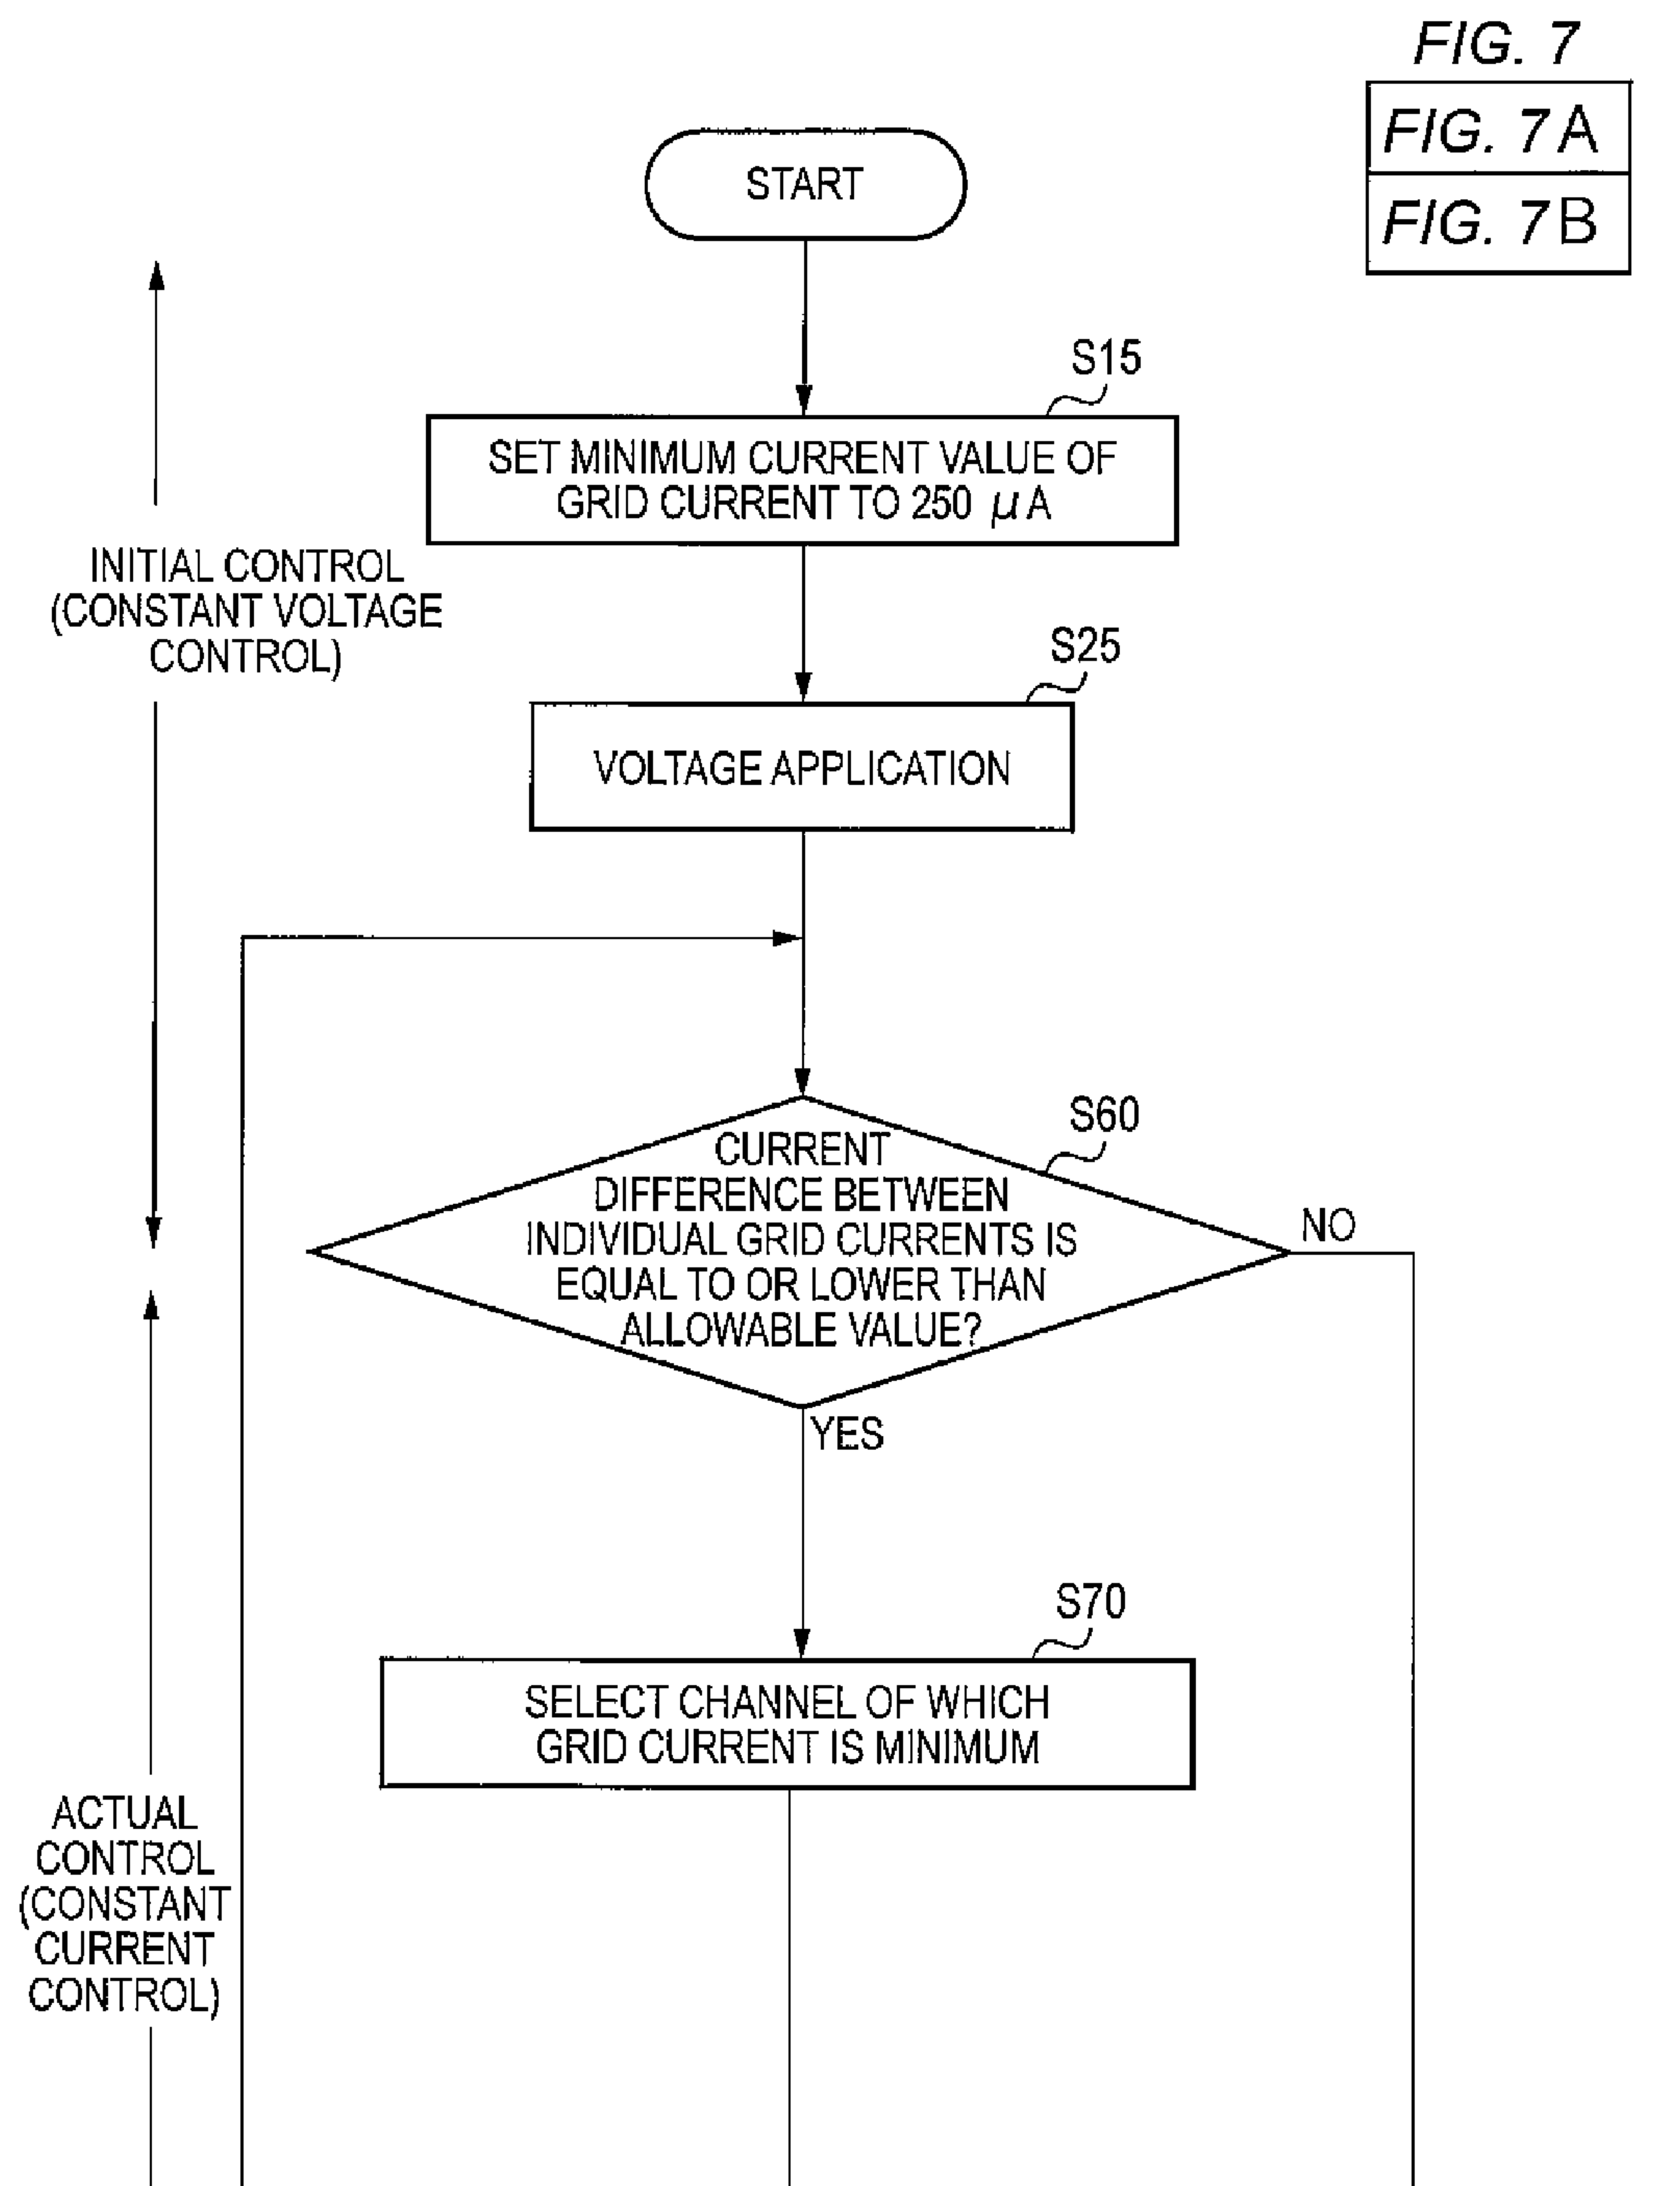 FIG. 7
FIG. 7A
FIG. 7B
START
S15
SET MINIMUM CURRENT VALUE OF
GRID CURRENT TO 250 μA
INITIAL CONTROL
(CONSTANT VOLTAGE
CONTROL)
S25
VOLTAGE APPLICATION
S60
CURRENT
DIFFERENCE BETWEEN
INDIVIDUAL GRID CURRENTS IS
EQUAL TO OR LOWER THAN
ALLOWABLE VALUE?
NO
YES
S70
SELECT CHANNEL OF WHICH
GRID CURRENT IS MINIMUM
ACTUAL
CONTROL
(CONSTANT
CURRENT
CONTROL)